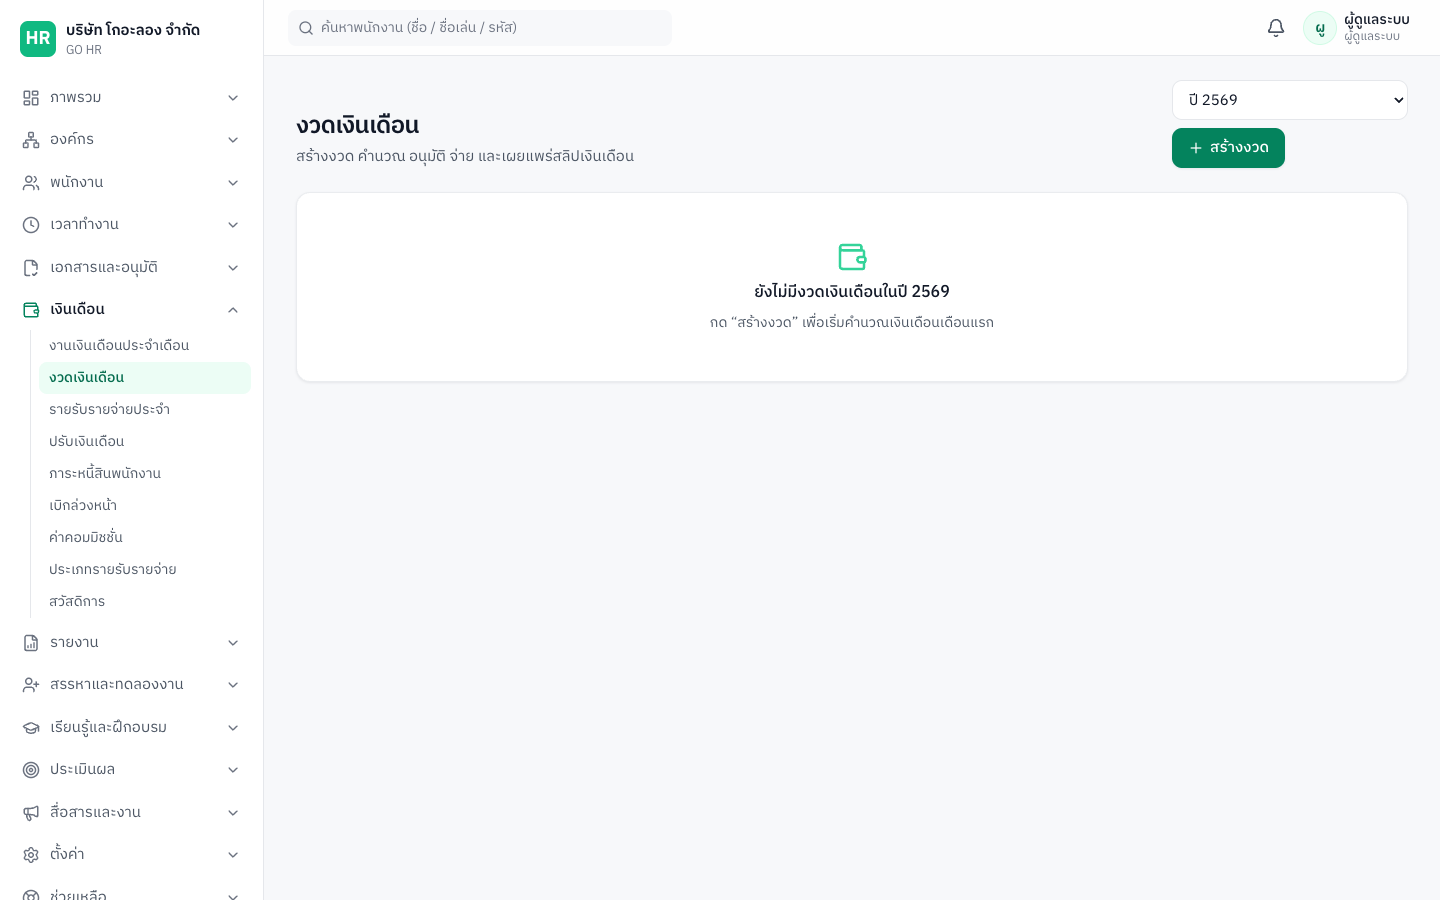 HR
บริษัท โกอะลอง จำกัด
GO HR
ภาพรวม
องค์กร
พนักงาน
เวลาทำงาน
เอกสารและอนุมัติ
เงินเดือน
งานเงินเดือนประจำเดือน
งวดเงินเดือน
รายรับรายจ่ายประจำ
ปรับเงินเดือน
ภาระหนี้สินพนักงาน
เบิกล่วงหน้า
ค่าคอมมิชชั่น
ประเภทรายรับรายจ่าย
สวัสดิการ
รายงาน
สรรหาและทดลองงาน
เรียนรู้และฝึกอบรม
ประเมินผล
สื่อสารและงาน
ตั้งค่า
ช่วยเหลือ
ค้นหาพนักงาน (ชื่อ / ชื่อเล่น / รหัส)
ผู้
ผู้ดูแลระบบ
ผู้ดูแลระบบ
งวดเงินเดือน
สร้างงวด คำนวณ อนุมัติ จ่าย และเผยแพร่สลิปเงินเดือน
ปี 2569
สร้างงวด
ยังไม่มีงวดเงินเดือนในปี 2569
กด “สร้างงวด” เพื่อเริ่มคำนวณเงินเดือนเดือนแรก